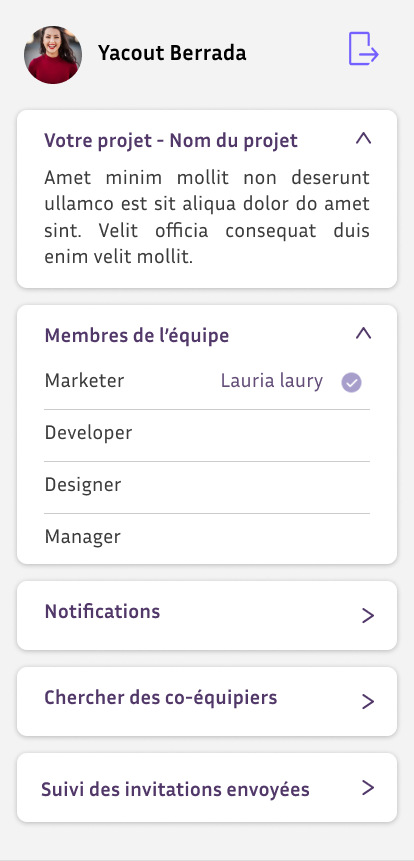 Yacout Berrada
Votre projet - Nom du projet
Amet minim mollit non deserunt
ullamco est sit aliqua dolor do amet
sint. Velit officia consequat duis
enim velit mollit.
Membres de l'équipe
Marketer Lauria laury
Developer
Designer
Manager
Notifications
Chercher des co-équipiers
Suivi des invitations envoyées